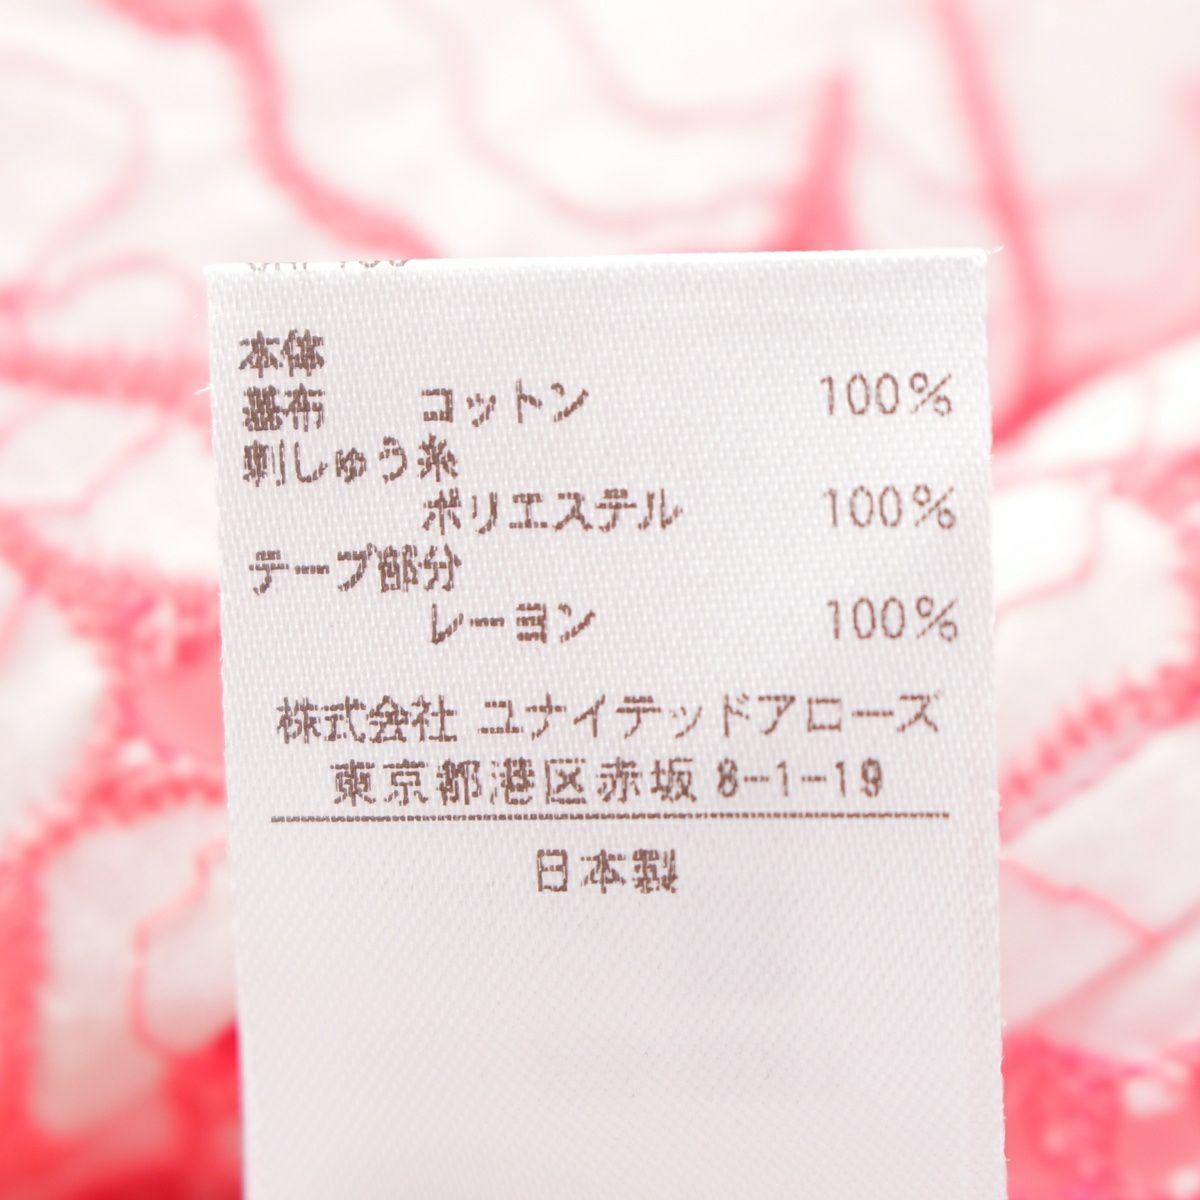 本体
基布 コットン 100%
刺しゅう糸
ポリエステル 100%
テープ部分
レーヨン 100%
株式会社 ユナイテッドアローズ
東京都港区赤坂 8-1-19
日本製